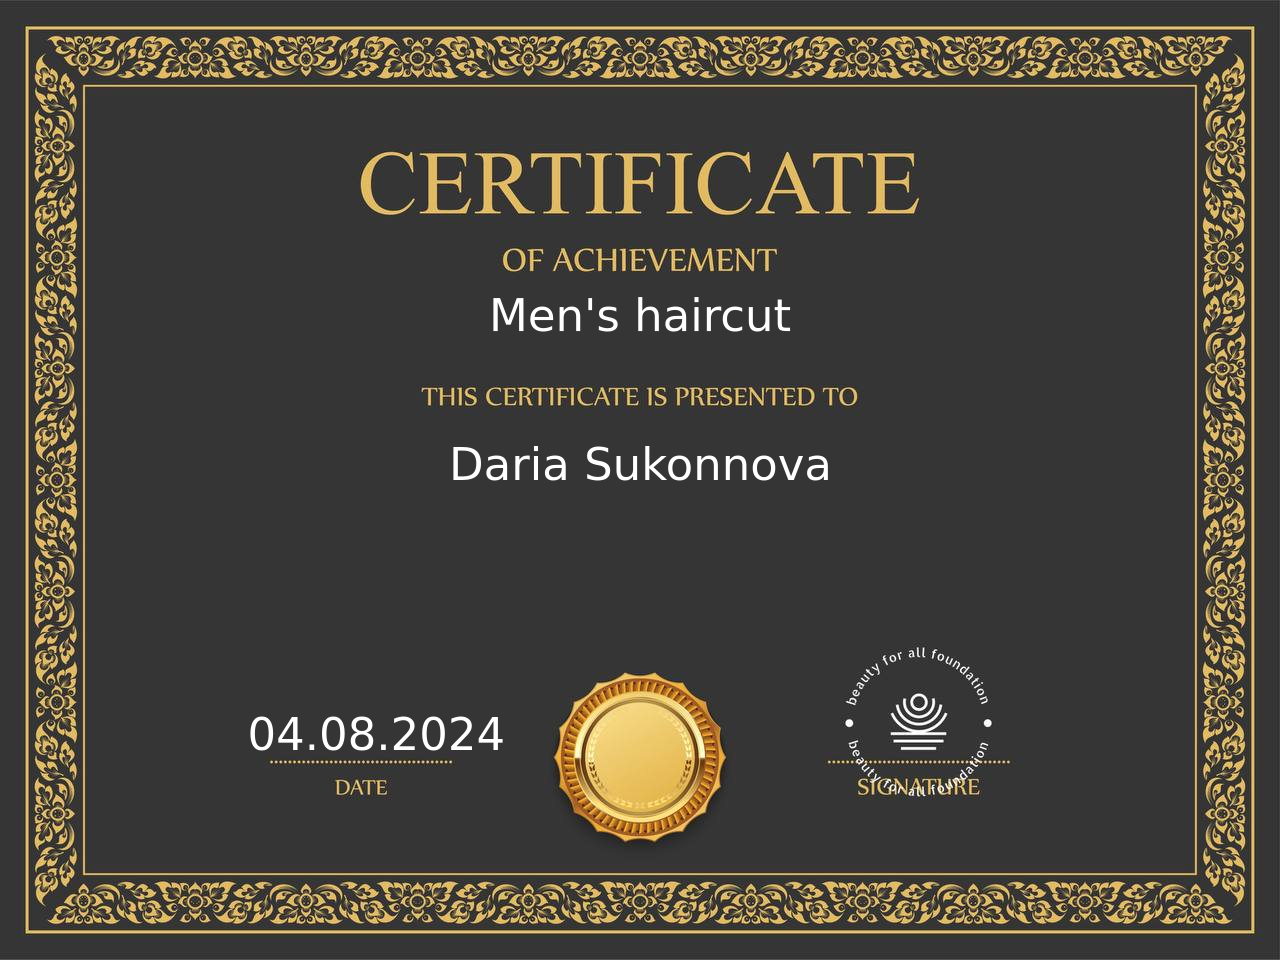 CERTIFICATE
OF ACHIEVEMENT
Men's haircut
THIS CERTIFICATE IS PRESENTED TO
Daria Sukonnova
04.08.2024
DATE
beauty for all foundation
beauty for all foundation
SIGNATURE